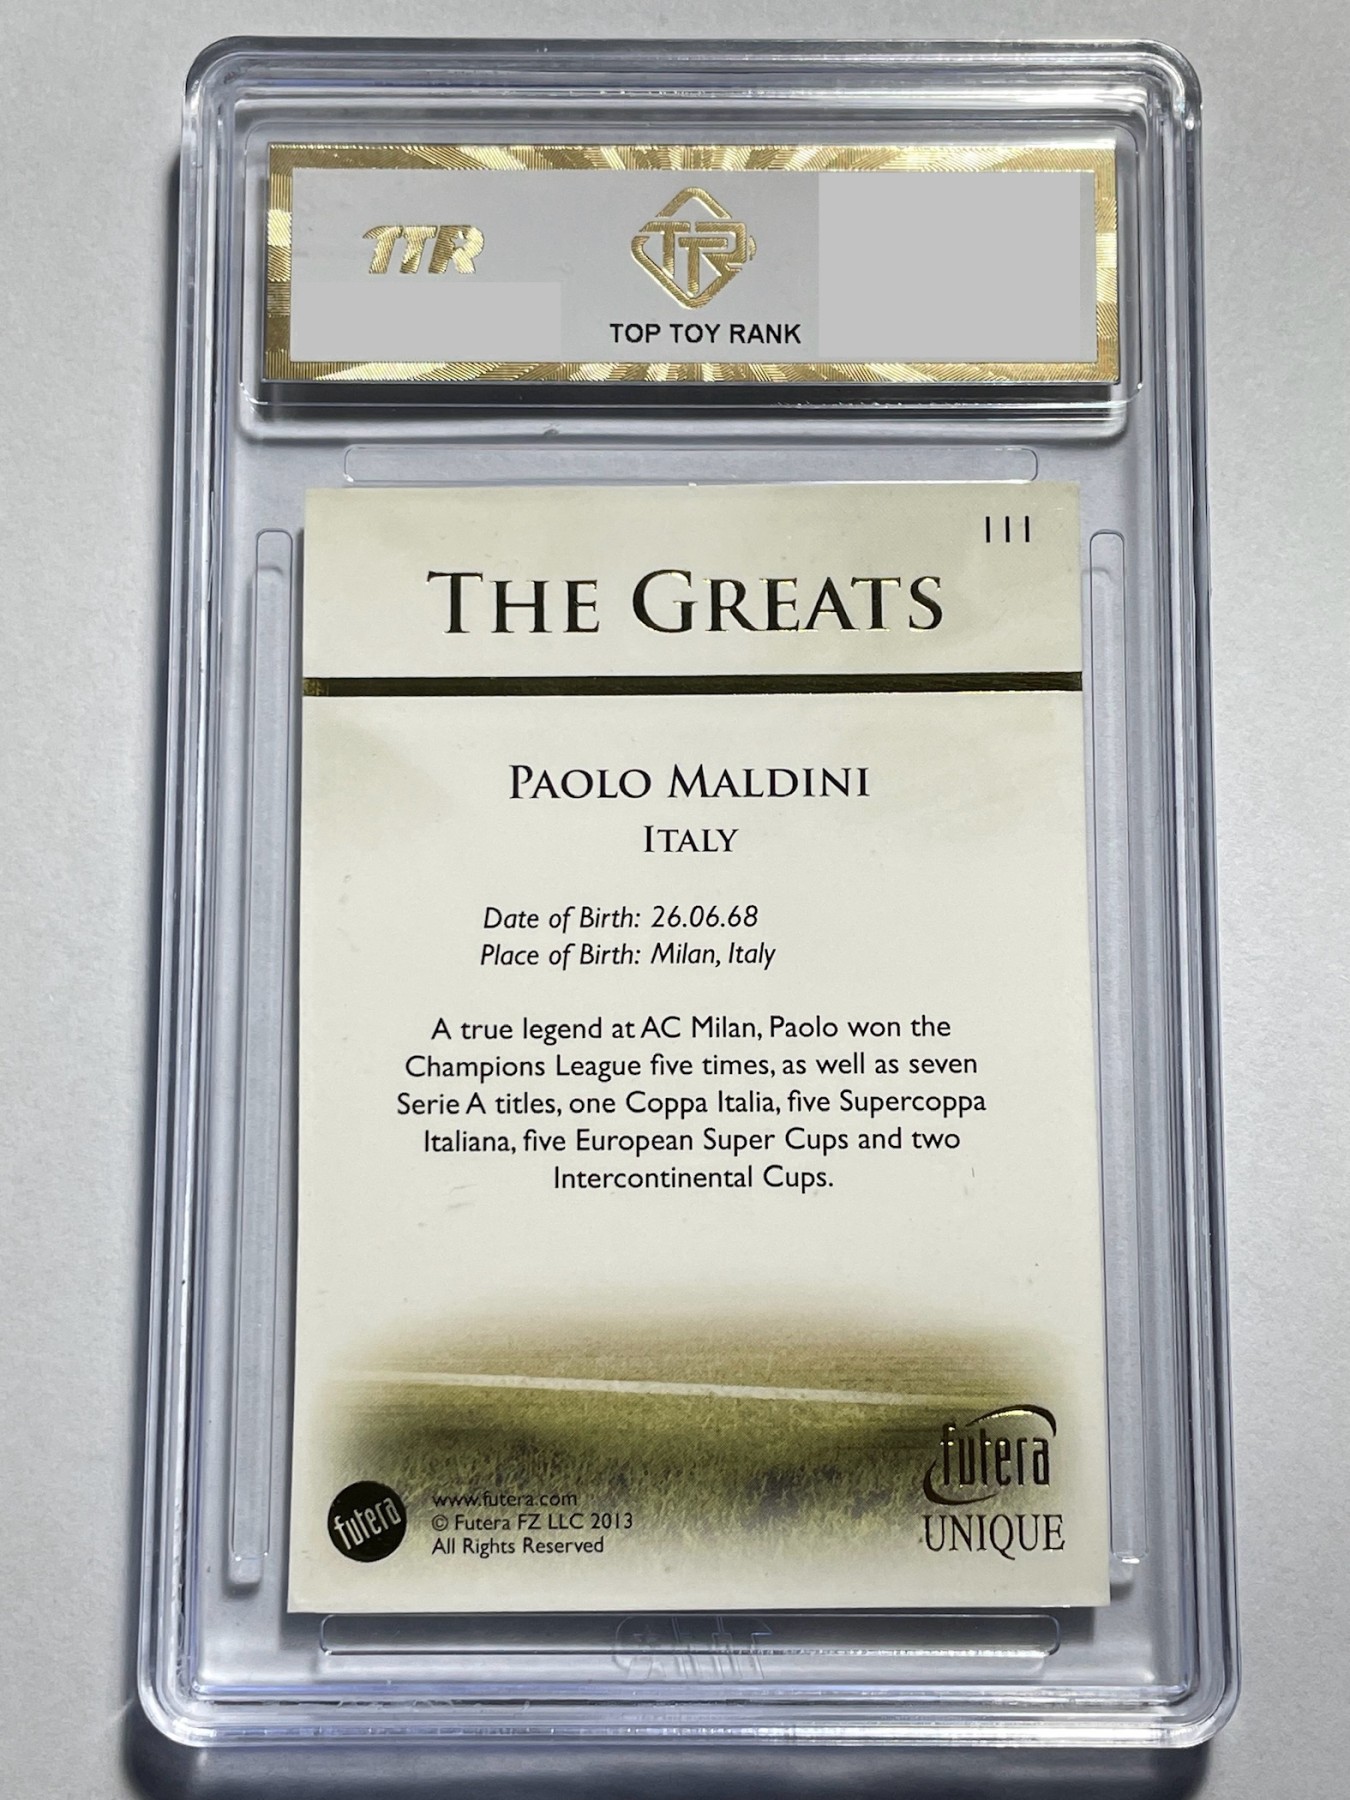 TTR
TTR
TOP TOY RANK
111
THE GREATS
PAOLO MALDINI
ITALY
Date of Birth: 26.06.68
Place of Birth: Milan, Italy
A true legend at AC Milan, Paolo won the
Champions League five times, as well as seven
Serie A titles, one Coppa Italia, five Supercoppa
Italiana, five European Super Cups and two
Intercontinental Cups.
futera
UNIQUE
futera
www.futera.com
© Futera FZ LLC 2013
All Rights Reserved